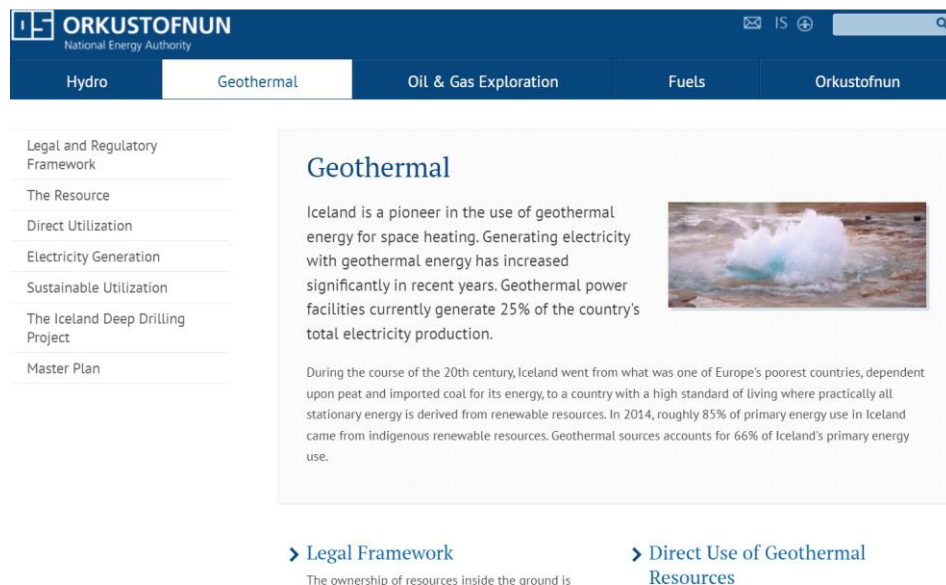 ORKUSTOFNUN
National Energy Authority
IS
Hydro
Geothermal
Oil & Gas Exploration
Fuels
Orkustofnun
Legal and Regulatory
Framework
The Resource
Direct Utilization
Electricity Generation
Sustainable Utilization
The Iceland Deep Drilling
Project
Master Plan
Geothermal
Iceland is a pioneer in the use of geothermal
energy for space heating. Generating electricity
with geothermal energy has increased
significantly in recent years. Geothermal power
facilities currently generate 25% of the country's
total electricity production.
During the course of the 20th century, Iceland went from what was one of Europe's poorest countries, dependent
upon peat and imported coal for its energy, to a country with a high standard of living where practically all
stationary energy is derived from renewable resources. In 2014, roughly 85% of primary energy use in Iceland
came from indigenous renewable resources. Geothermal sources accounts for 66% of Iceland's primary energy
use.
Legal Framework
The ownership of resources inside the ground is
Direct Use of Geothermal
Resources